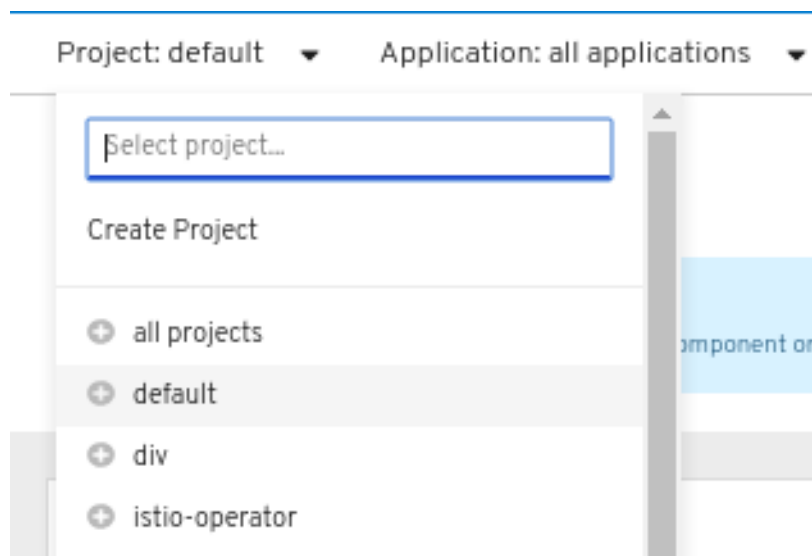 Project: default Application: all applications
Select project...
Create Project
all projects
default
omponent or
div
istio-operator